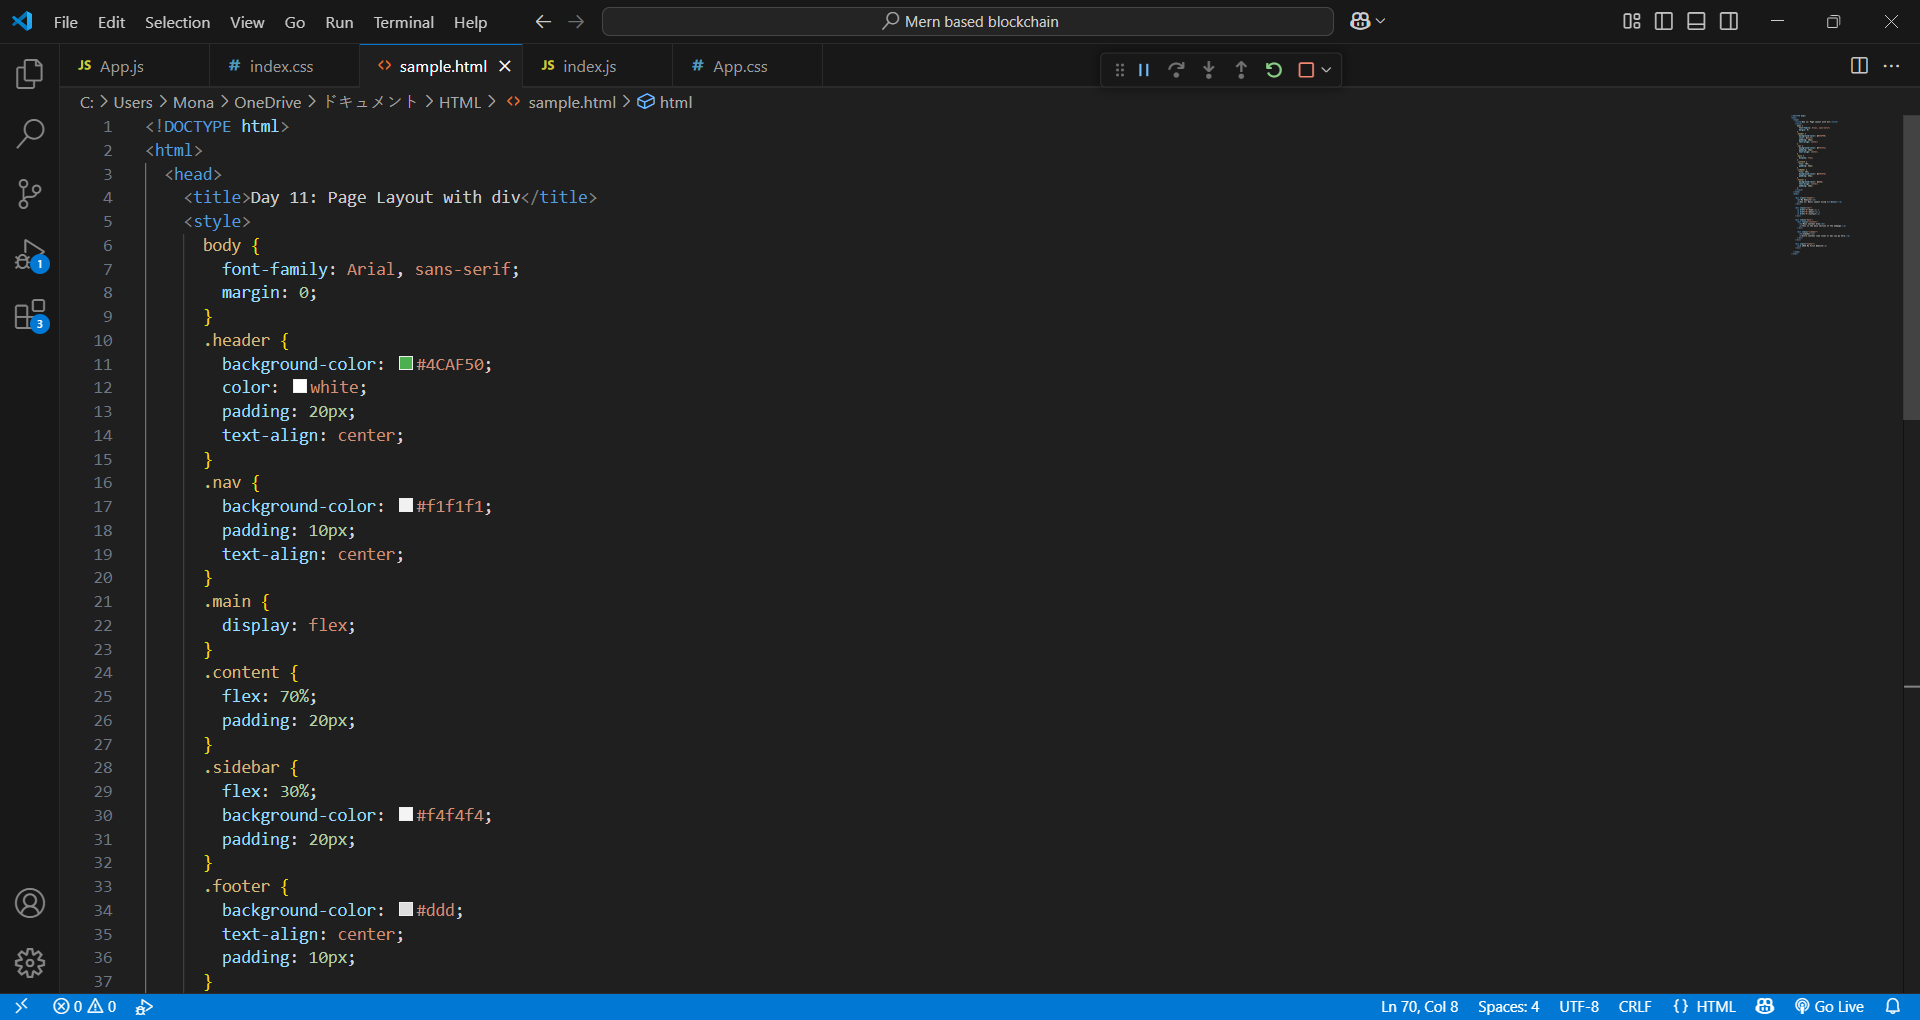 File Edit Selection View Go Run Terminal Help Mern based blockchain
JS App.js # index.css <> sample.html JS index.js # App.css
C: > Users > Mona > OneDrive > ドキュメント > HTML > <> sample.html > html
1 <!DOCTYPE html>
2 <html>
3 <head>
4 <title>Day 11: Page Layout with div</title>
5 <style>
6 body {
7 font-family: Arial, sans-serif;
8 margin: 0;
9 }
10 .header {
11 background-color: #4CAF50;
12 color: white;
13 padding: 20px;
14 text-align: center;
15 }
16 .nav {
17 background-color: #f1f1f1;
18 padding: 10px;
19 text-align: center;
20 }
21 .main {
22 display: flex;
23 }
24 .content {
25 flex: 70%;
26 padding: 20px;
27 }
28 .sidebar {
29 flex: 30%;
30 background-color: #f4f4f4;
31 padding: 20px;
32 }
33 .footer {
34 background-color: #ddd;
35 text-align: center;
36 padding: 10px;
37 }
1
3
0 0 Ln 70, Col 8 Spaces: 4 UTF-8 CRLF {} HTML Go Live